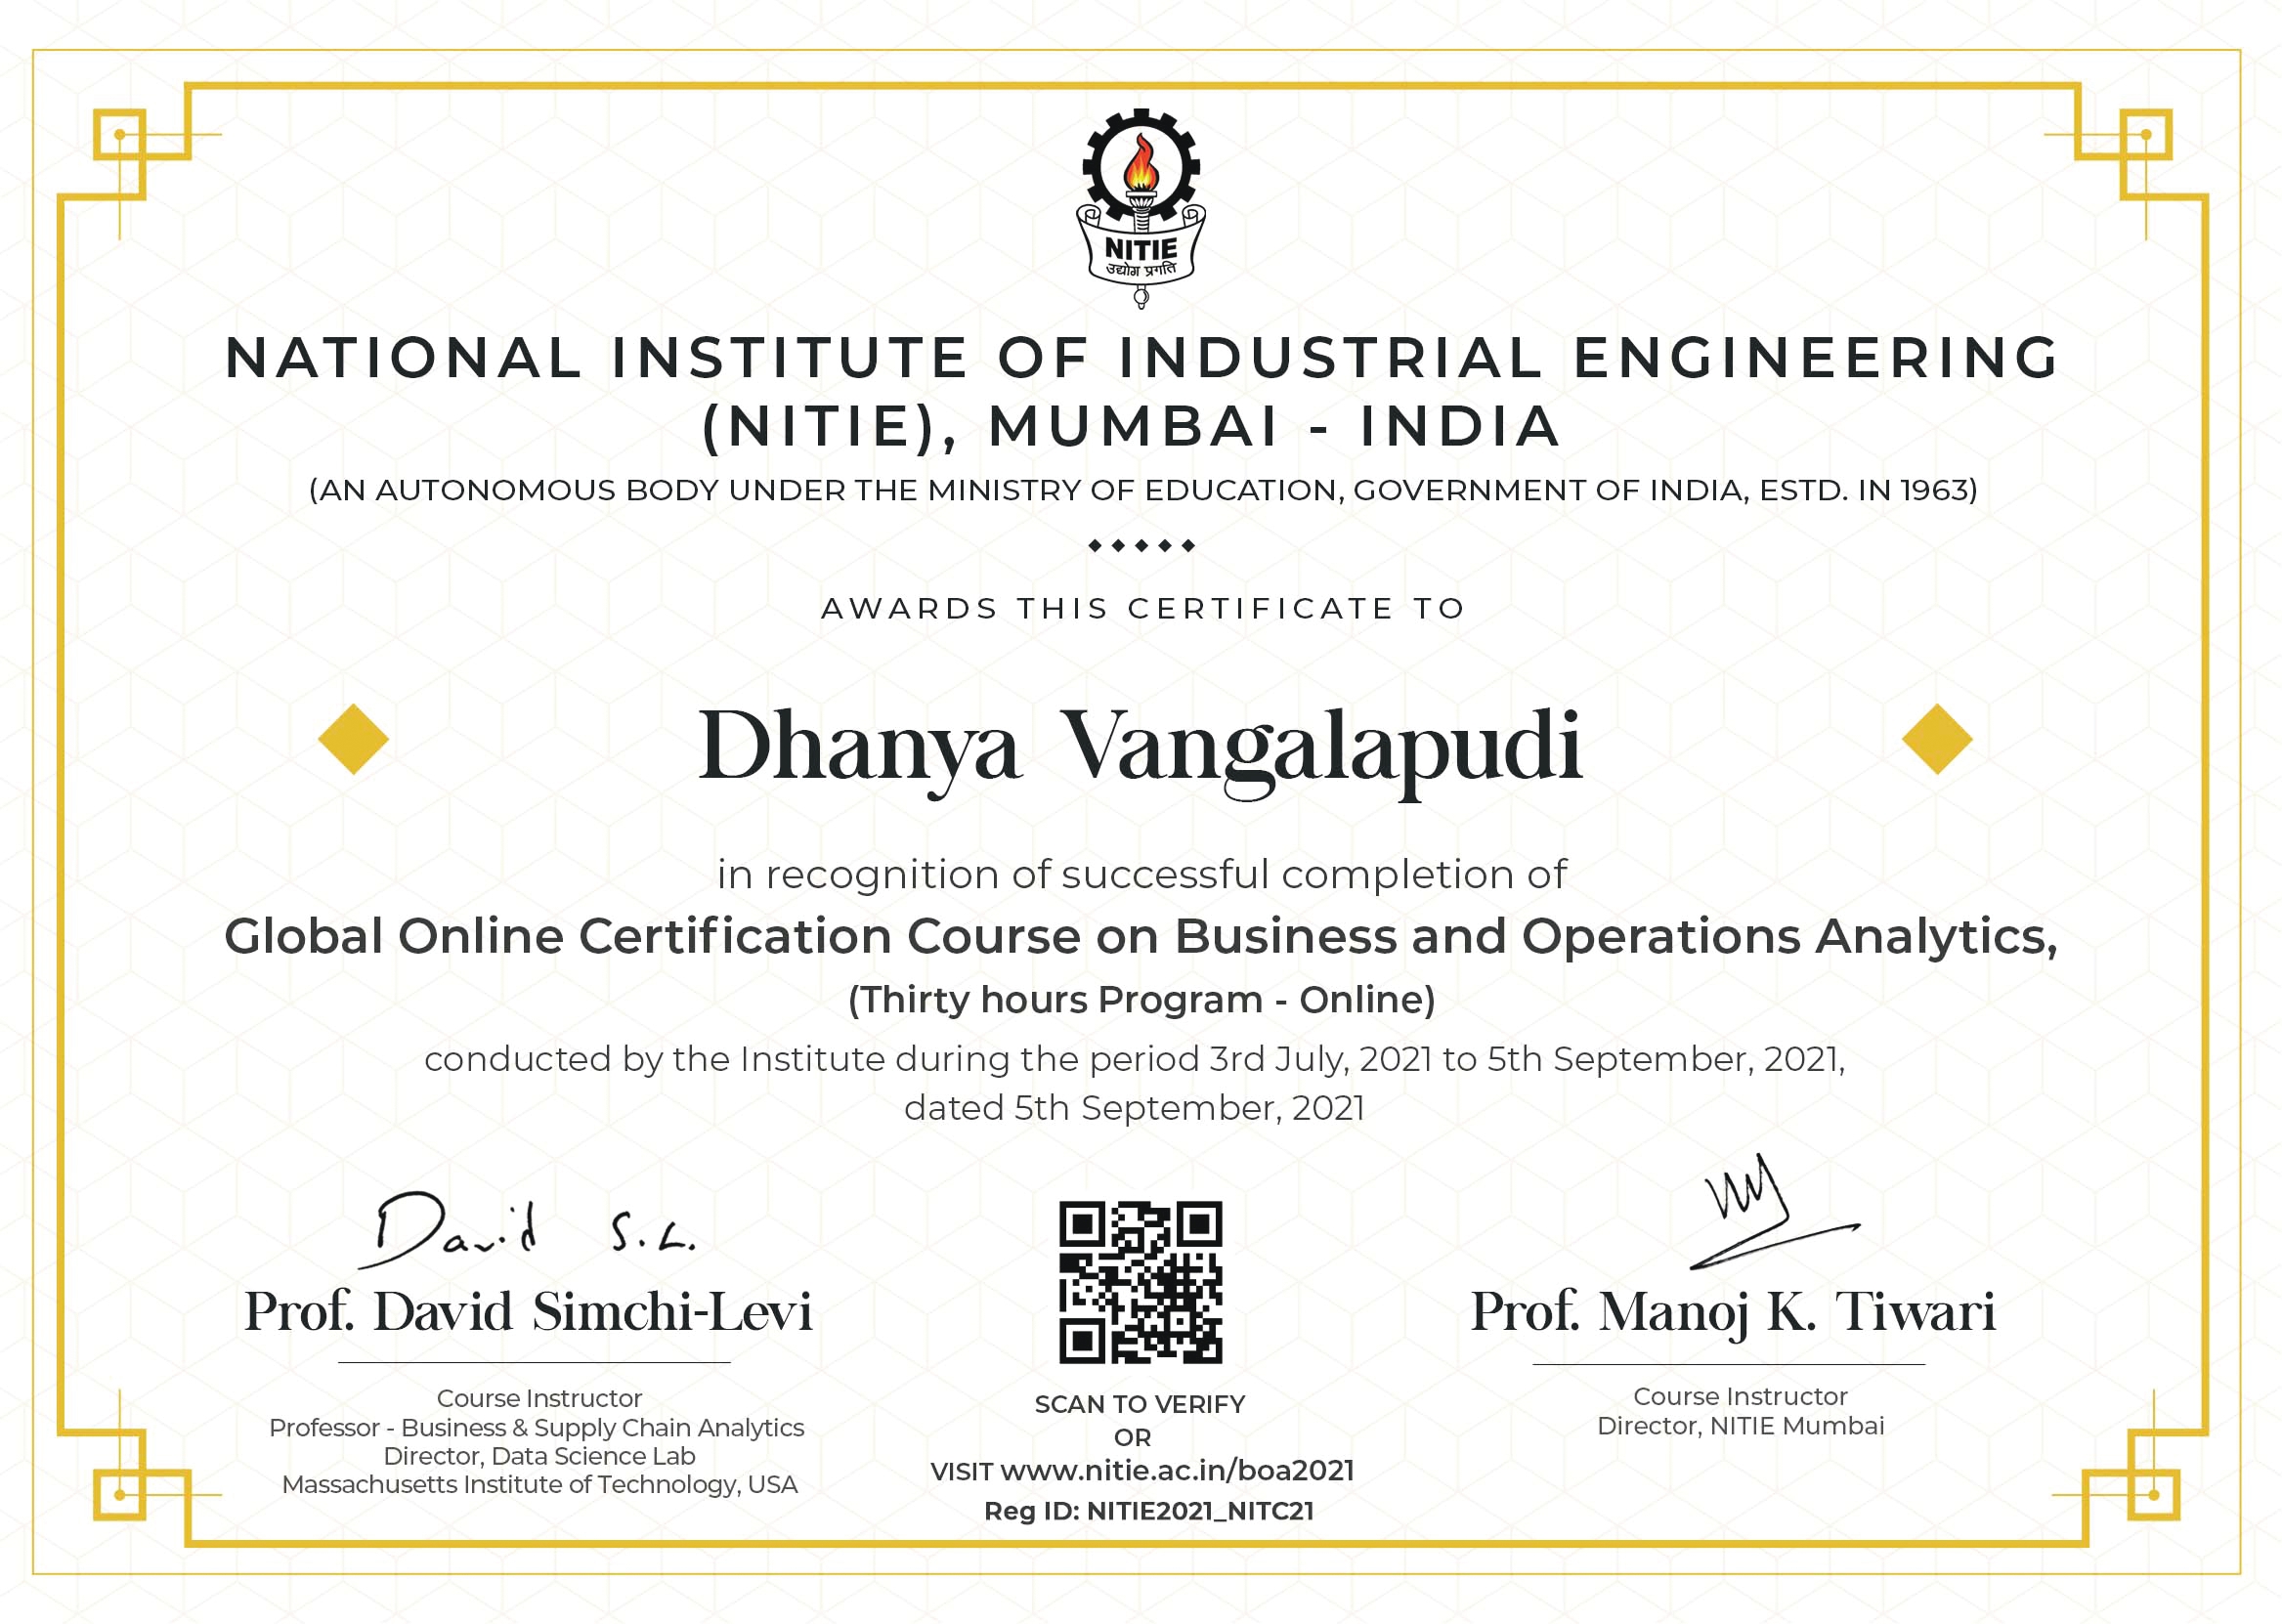 NITIE
उद्योग प्रगति
NATIONAL INSTITUTE OF INDUSTRIAL ENGINEERING
(NITIE), MUMBAI - INDIA
(AN AUTONOMOUS BODY UNDER THE MINISTRY OF EDUCATION, GOVERNMENT OF INDIA, ESTD. IN 1963)
AWARDS THIS CERTIFICATE TO
Dhanya Vangalapudi
in recognition of successful completion of
Global Online Certification Course on Business and Operations Analytics,
(Thirty hours Program - Online)
conducted by the Institute during the period 3rd July, 2021 to 5th September, 2021,
dated 5th September, 2021
David S.L.
Prof. David Simchi-Levi
Course Instructor
Professor - Business & Supply Chain Analytics
Director, Data Science Lab
Massachusetts Institute of Technology, USA
SCAN TO VERIFY
OR
VISIT www.nitie.ac.in/boa2021
Reg ID: NITIE2021_NITC21
Prof. Manoj K. Tiwari
Course Instructor
Director, NITIE Mumbai